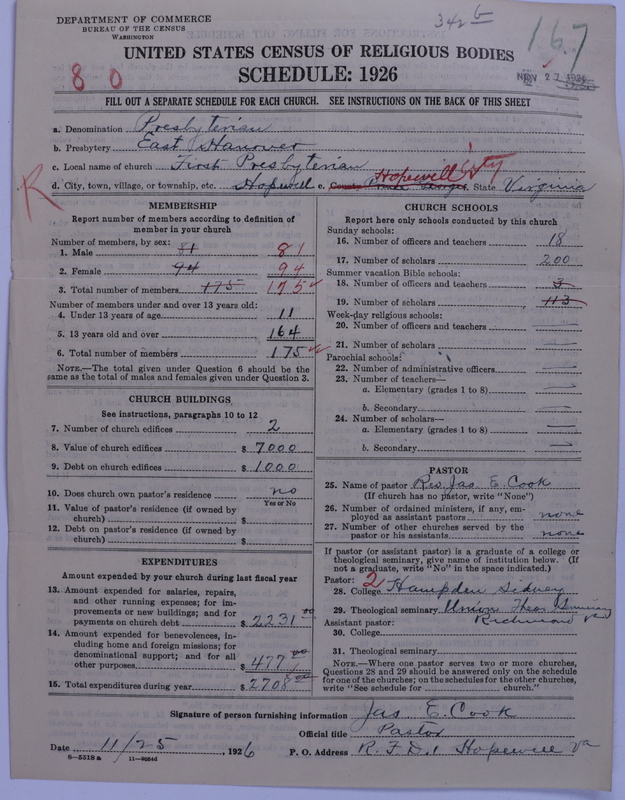 DEPARTMENT OF COMMERCE
BUREAU OF THE CENSUS
WASHINGTON
342 b
167
NOV 27 1926
UNITED STATES CENSUS OF RELIGIOUS BODIES
SCHEDULE: 1926
8 0
FILL OUT A SEPARATE SCHEDULE FOR EACH CHURCH. SEE INSTRUCTIONS ON THE BACK OF THIS SHEET
a. Denomination Presbyterian
b. Presbytery East Hanover
c. Local name of church First Presbyterian
R
Hopewell City
d. City, town, village, or township, etc. Hopewell e. County Prince George, State Virginia
MEMBERSHIP
Report number of members according to definition of
member in your church
Number of members, by sex:
1. Male 81 81
2. Female 94 94
3. Total number of members 175 175
Number of members under and over 13 years old:
4. Under 13 years of age 11
5. 13 years old and over 164
6. Total number of members 175
NOTE.—The total given under Question 6 should be the
same as the total of males and females given under Question 3.
CHURCH BUILDINGS
See instructions, paragraphs 10 to 12
7. Number of church edifices 2
8. Value of church edifices $ 7000
9. Debt on church edifices $ 1000
10. Does church own pastor's residence no
Yes or No
11. Value of pastor's residence (if owned by
church) $
12. Debt on pastor's residence (if owned by
church) $
EXPENDITURES
Amount expended by your church during last fiscal year
13. Amount expended for salaries, repairs,
and other running expenses; for im-
provements or new buildings; and for
payments on church debt $ 2231 00
14. Amount expended for benevolences, in-
cluding home and foreign missions; for
denominational support; and for all
other purposes $ 477 00
15. Total expenditures during year $ 2708 00
CHURCH SCHOOLS
Report here only schools conducted by this church
Sunday schools:
16. Number of officers and teachers 18
17. Number of scholars 200
Summer vacation Bible schools:
18. Number of officers and teachers 3
19. Number of scholars 113
Week-day religious schools:
20. Number of officers and teachers
21. Number of scholars
Parochial schools:
22. Number of administrative officers
23. Number of teachers—
a. Elementary (grades 1 to 8)
b. Secondary
24. Number of scholars—
a. Elementary (grades 1 to 8)
b. Secondary
PASTOR
25. Name of pastor Rev. Jas E. Cook
(If church has no pastor, write "None")
26. Number of ordained ministers, if any, em-
ployed as assistant pastors none
27. Number of other churches served by the
pastor or his assistants none
If pastor (or assistant pastor) is a graduate of a college or
theological seminary, give name of institution below. (If
not a graduate, write "No" in the space indicated.)
Pastor: 2
28. College Hampden Sidney
29. Theological seminary Union Theo. Seminary
Richmond Va
Assistant pastor:
30. College
31. Theological seminary
NOTE.—Where one pastor serves two or more churches,
Questions 28 and 29 should be answered only on the schedule
for one of the churches; on the schedules for the other churches,
write "See schedule for church."
Signature of person furnishing information Jas E. Cook
Official title Pastor
Date 11/25, 1926 P. O. Address R. F. D. 1 Hopewell Va
8—5518 a